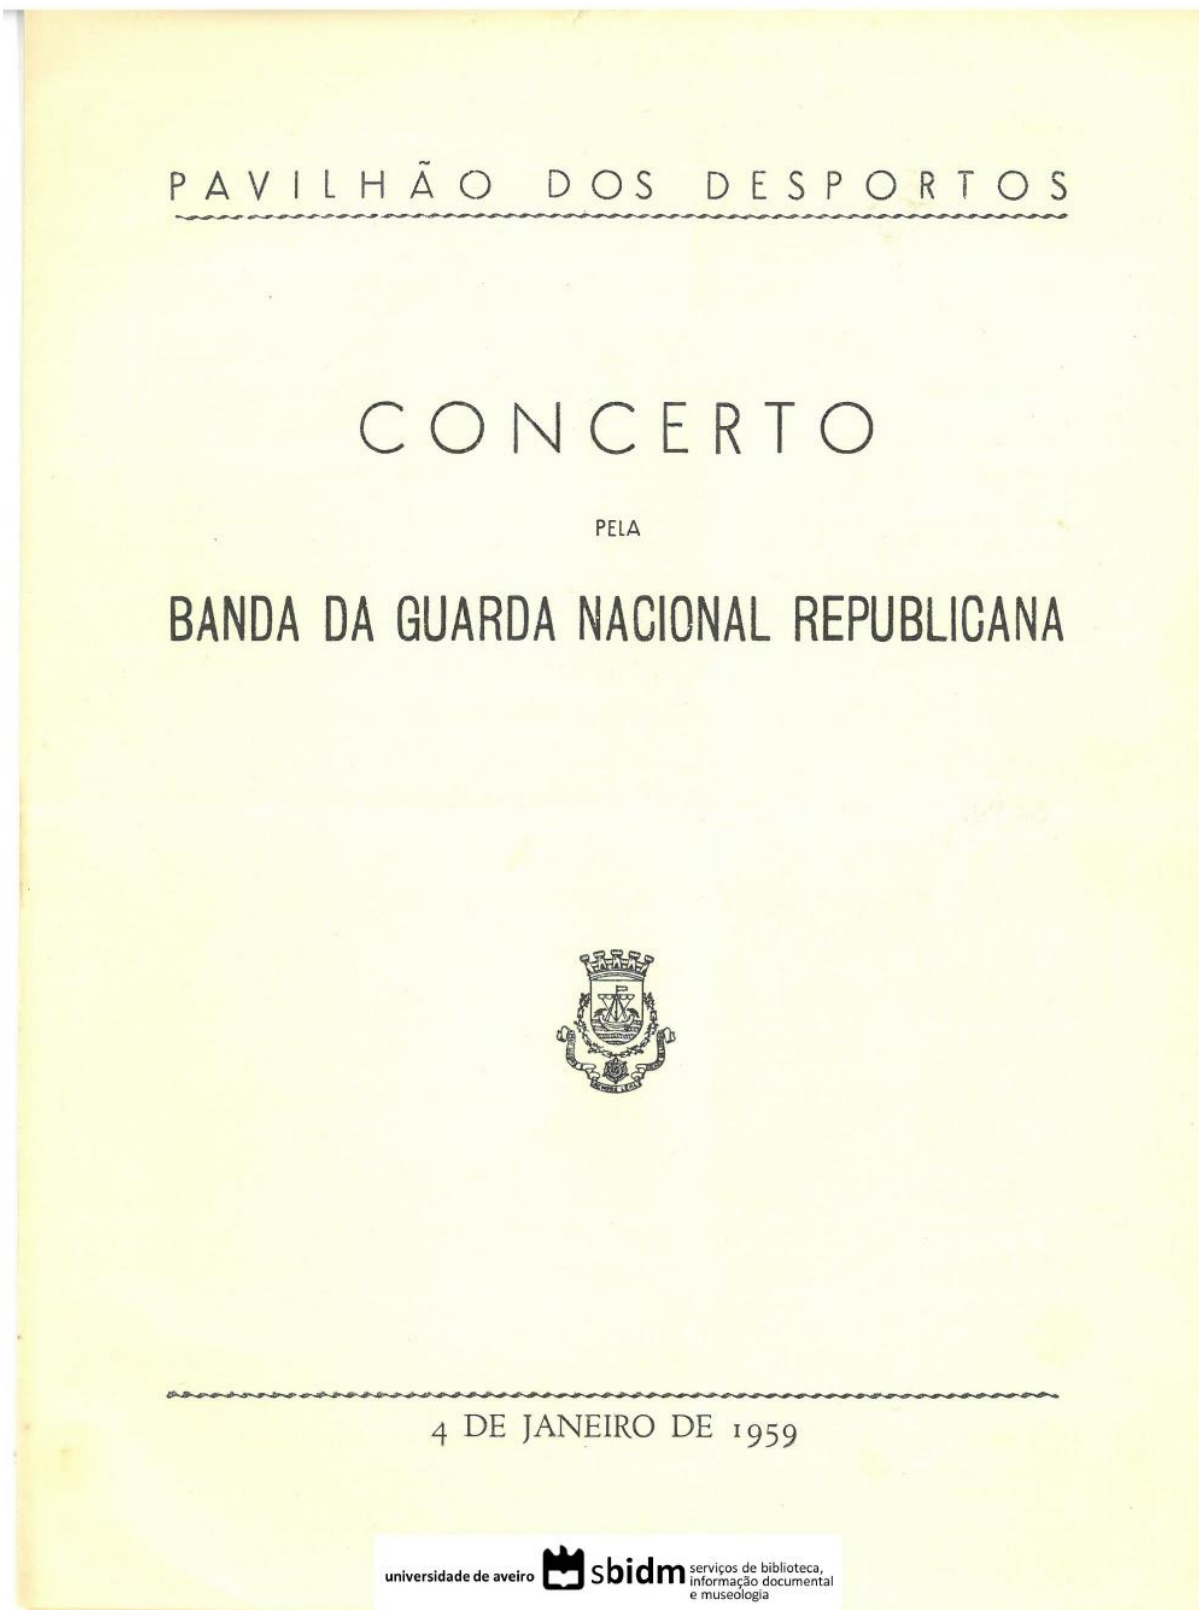 PAVILHÃO DOS DESPORTOS
CONCERTO
PELA
BANDA DA GUARDA NACIONAL REPUBLICANA
4 DE JANEIRO DE 1959
universidade de aveiro sbidm serviços de biblioteca,
informação documental
e museologia